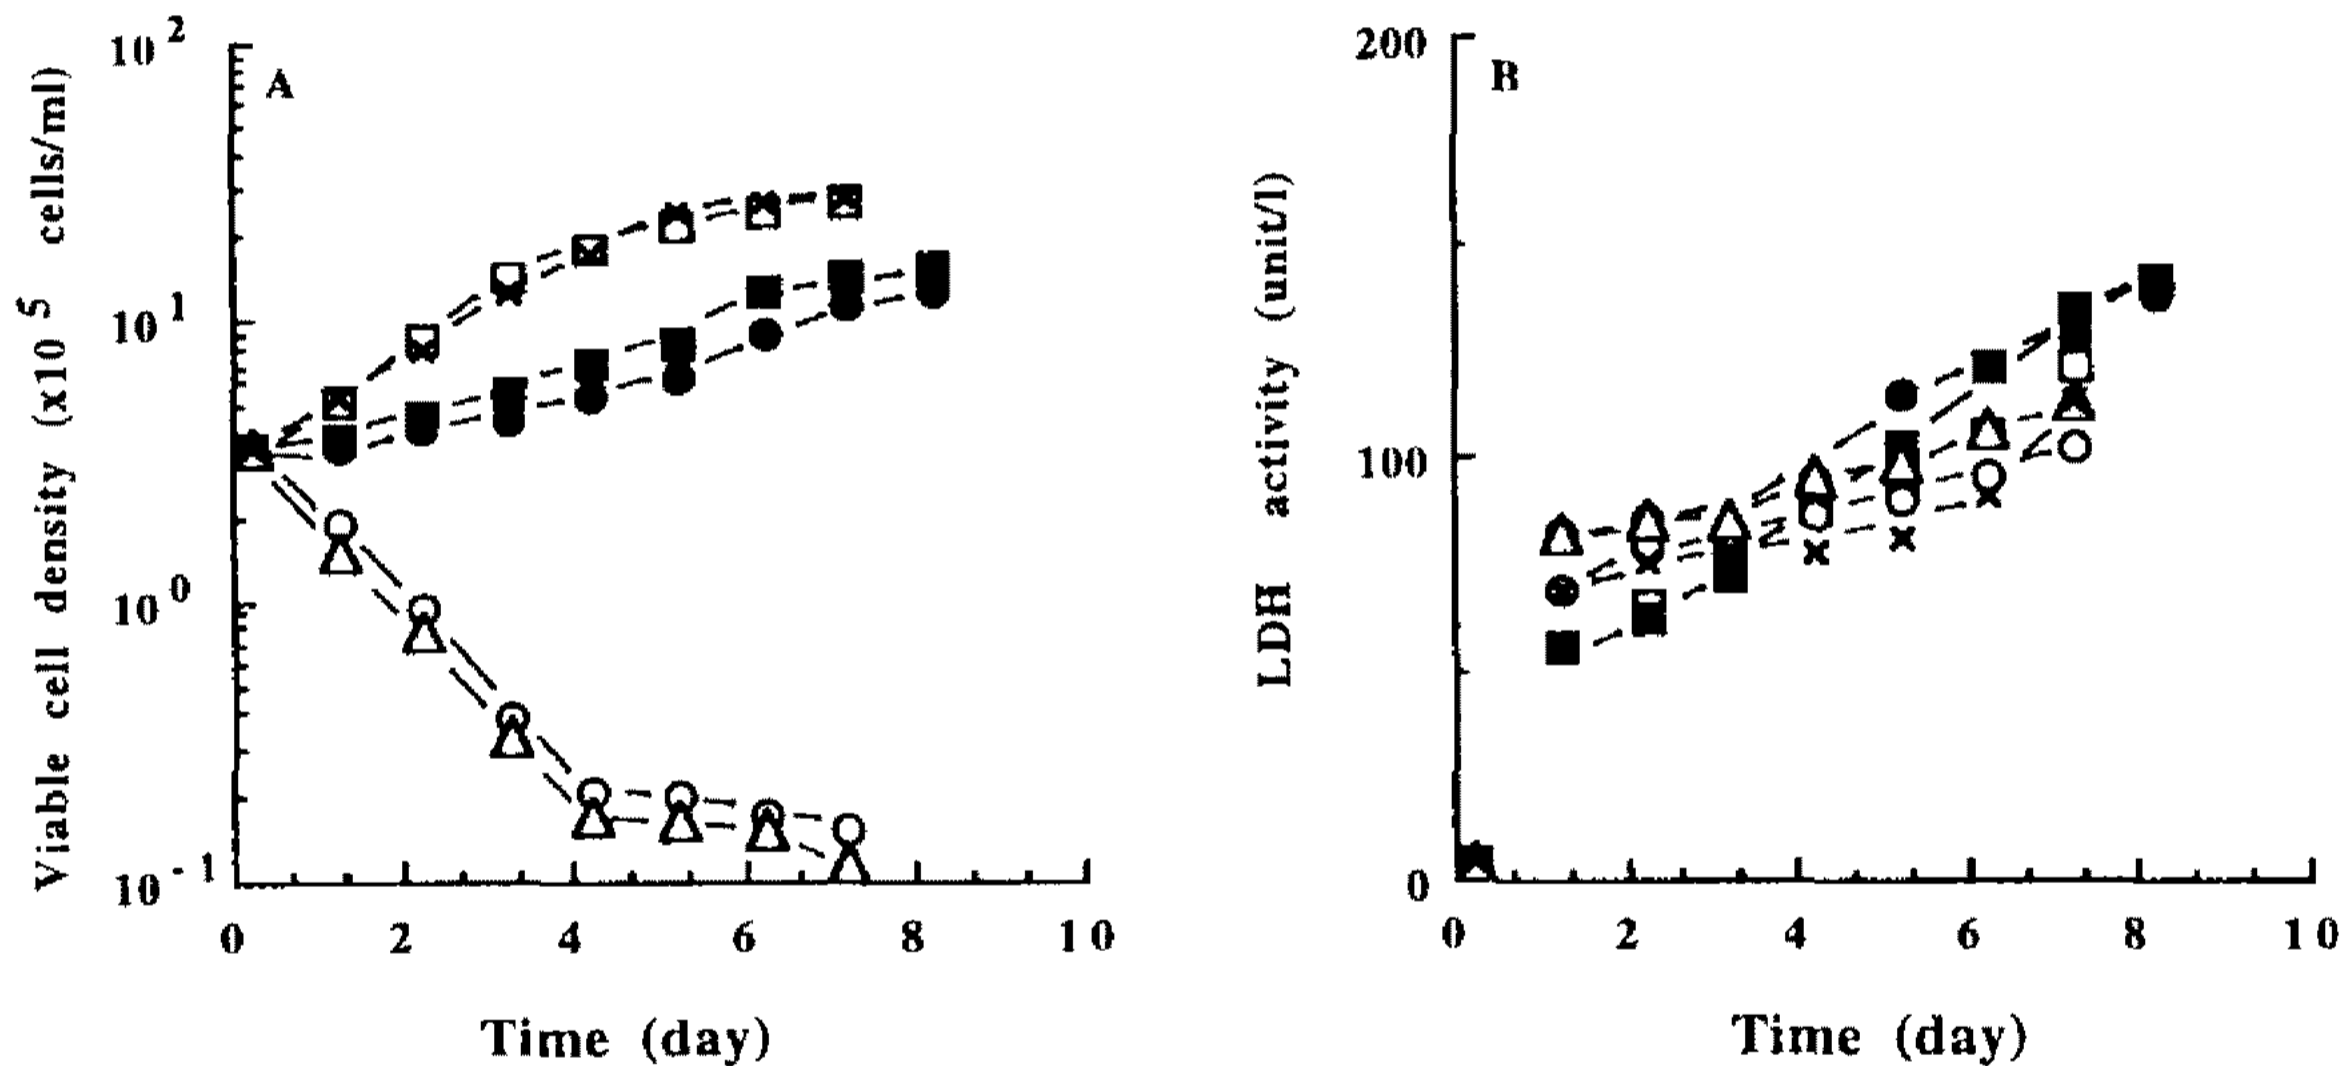 A
Viable cell density (x10^5 cells/ml)
10^2
10^1
10^0
10^-1
0 2 4 6 8 10
Time (day)
B
LDH activity (unit/l)
200
100
0
0 2 4 6 8 10
Time (day)